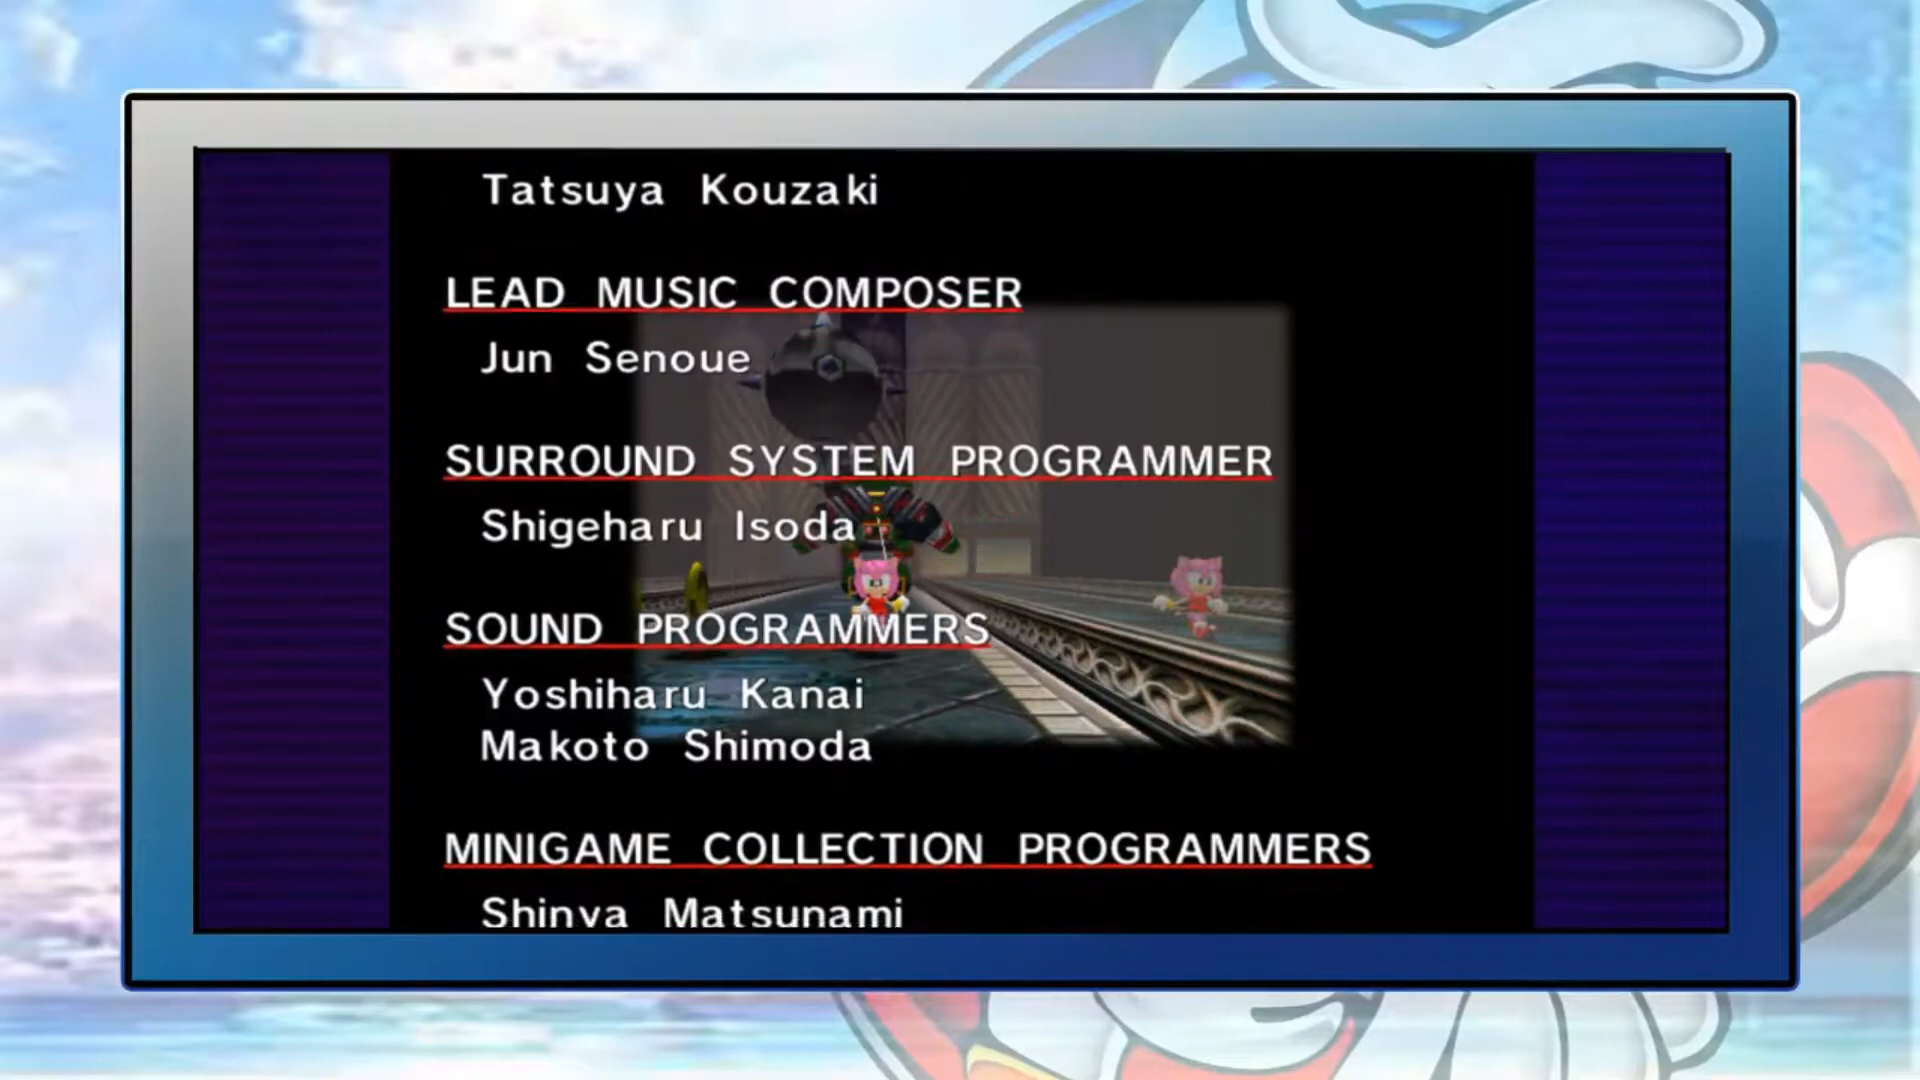 Tatsuya Kouzaki
LEAD MUSIC COMPOSER
Jun Senoue
SURROUND SYSTEM PROGRAMMER
Shigeharu Isoda
SOUND PROGRAMMERS
Yoshiharu Kanai
Makoto Shimoda
MINIGAME COLLECTION PROGRAMMERS
Shinya Matsunami